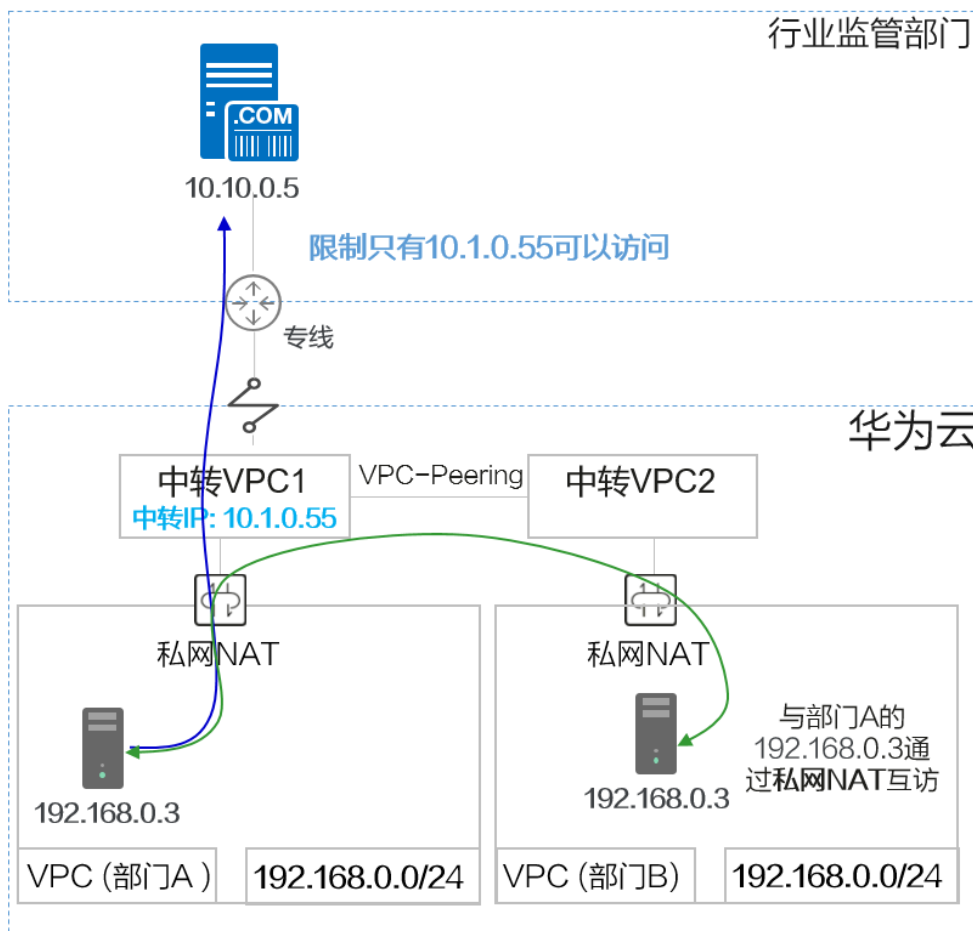 行业监管部门
.COM
10.10.0.5
限制只有10.1.0.55可以访问
专线
华为云
中转VPC1
VPC-Peering
中转VPC2
中转IP: 10.1.0.55
私网NAT
私网NAT
与部门A的
192.168.0.3通
过私网NAT互访
192.168.0.3
192.168.0.3
VPC (部门A )
192.168.0.0/24
VPC (部门B)
192.168.0.0/24